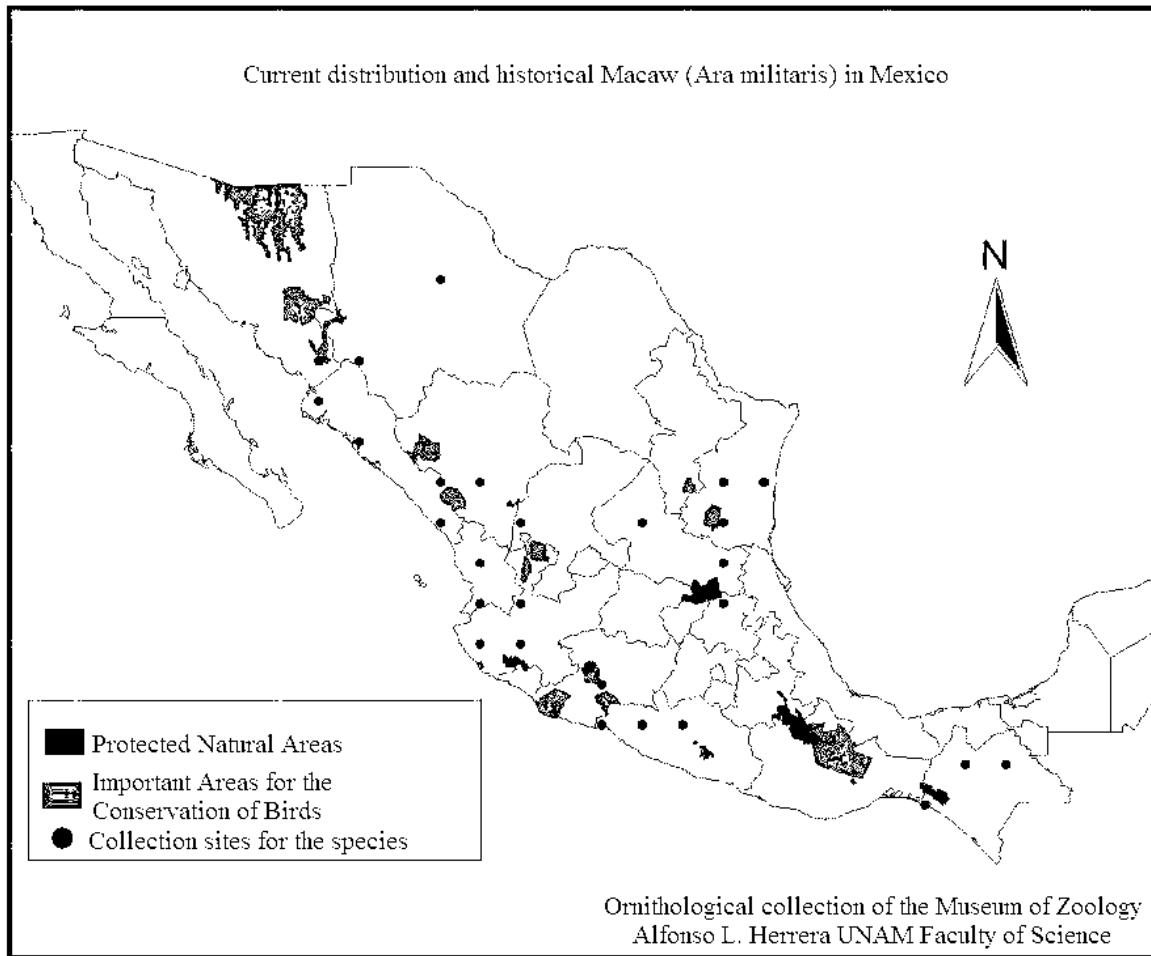 Current distribution and historical Macaw (Ara militaris) in Mexico
N
Protected Natural Areas
Important Areas for the
Conservation of Birds
Collection sites for the species
Ornithological collection of the Museum of Zoology
Alfonso L. Herrera UNAM Faculty of Science